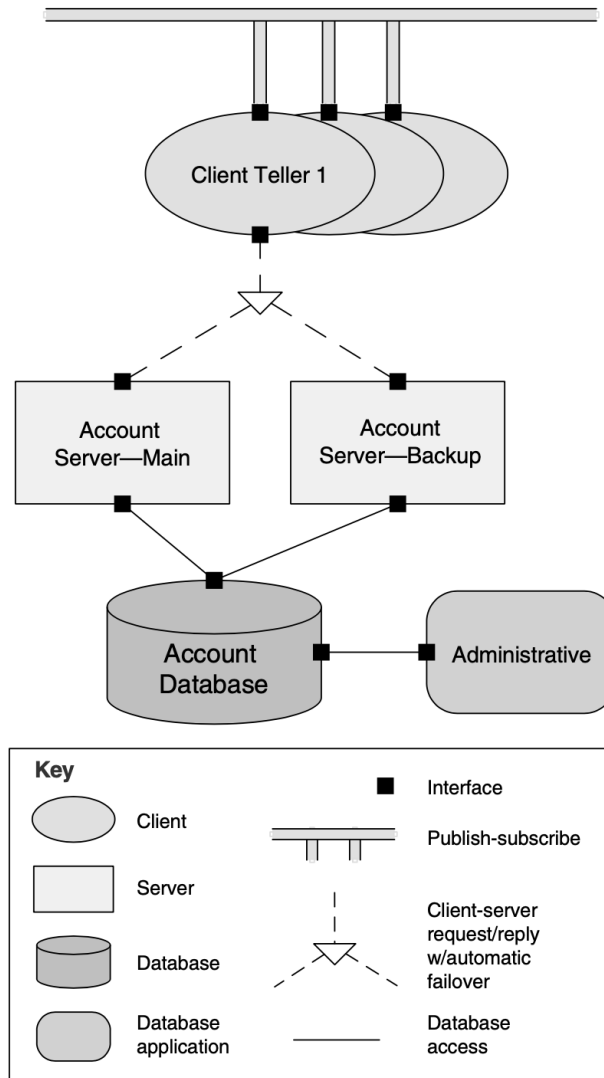 Client Teller 1
Account
Server—Main
Account
Server—Backup
Account
Database
Administrative
Key
Client
Server
Database
Database
application
Interface
Publish-subscribe
Client-server
request/reply
w/automatic
failover
Database
access